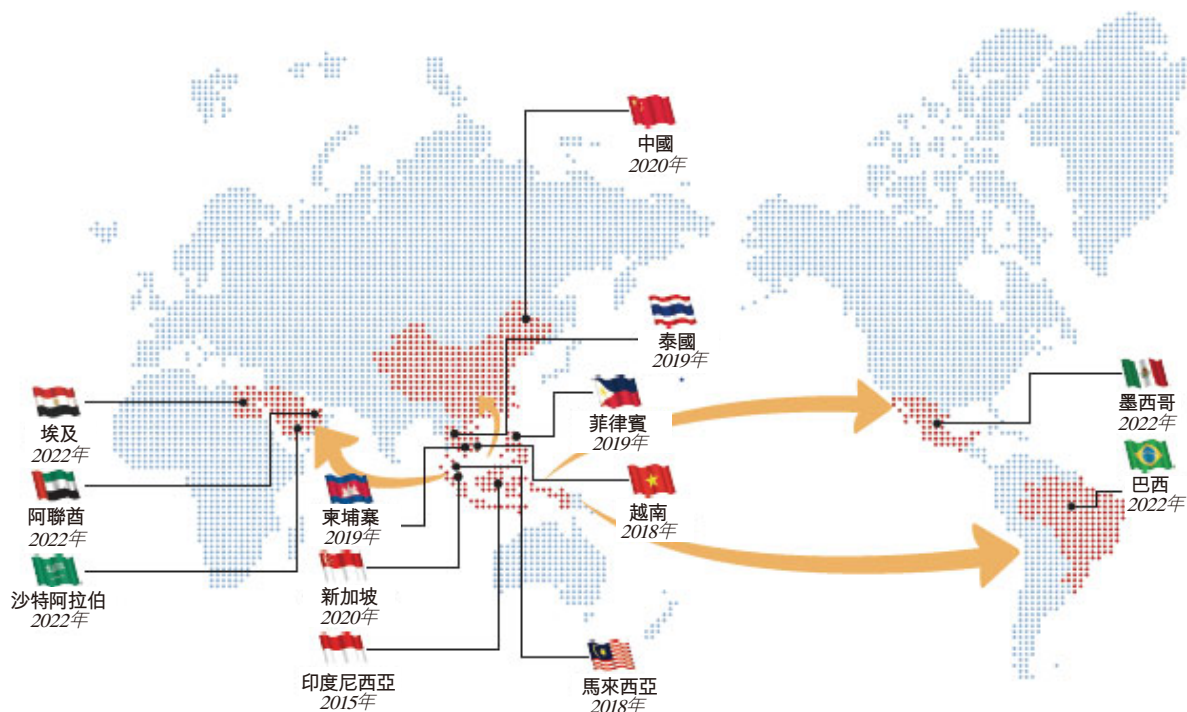 中國
2020年
泰國
2019年
菲律賓
2019年
墨西哥
2022年
埃及
2022年
巴西
2022年
越南
2018年
阿聯酋
2022年
柬埔寨
2019年
沙特阿拉伯
2022年
新加坡
2020年
印度尼西亞
2015年
馬來西亞
2018年